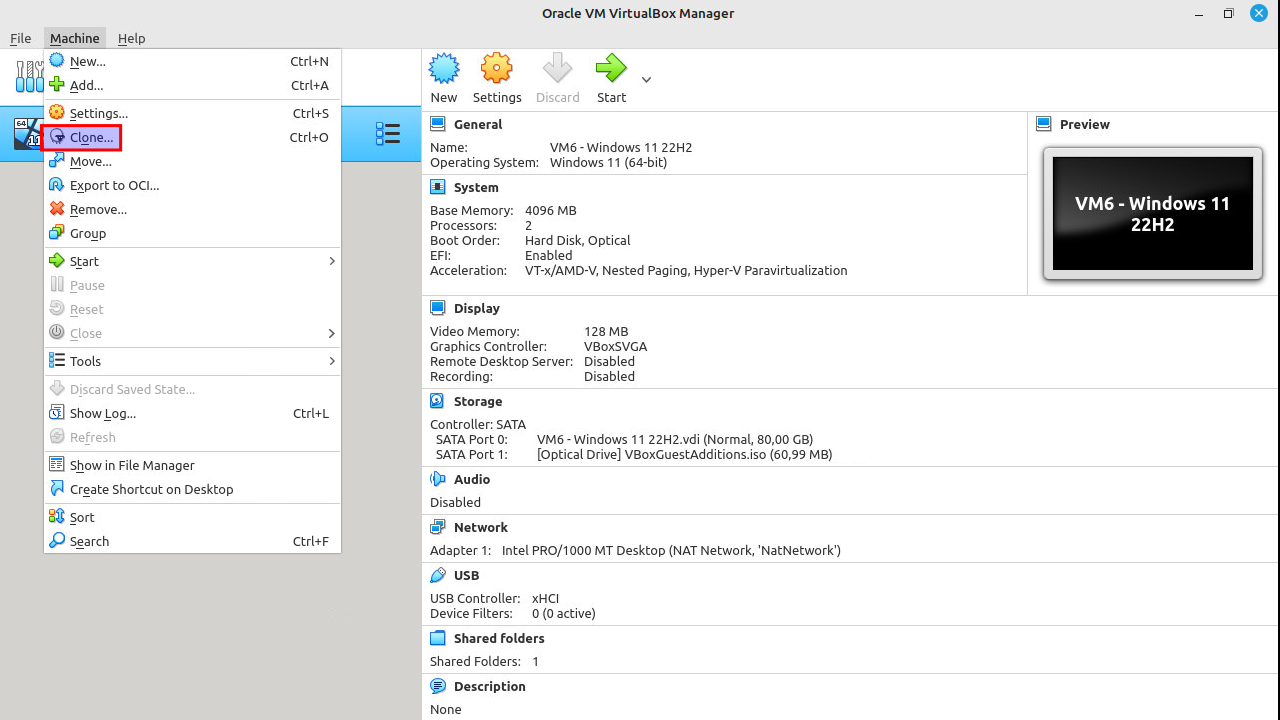 Oracle VM VirtualBox Manager
File Machine Help
New... Ctrl+N
Add... Ctrl+A
Settings... Ctrl+S
Clone... Ctrl+O
Move...
Export to OCI...
Remove...
Group
Start
Pause
Reset
Close
Tools
Discard Saved State...
Show Log... Ctrl+L
Refresh
Show in File Manager
Create Shortcut on Desktop
Sort
Search Ctrl+F
64
11
New Settings Discard Start
General
Name: VM6 - Windows 11 22H2
Operating System: Windows 11 (64-bit)
System
Base Memory: 4096 MB
Processors: 2
Boot Order: Hard Disk, Optical
EFI: Enabled
Acceleration: VT-x/AMD-V, Nested Paging, Hyper-V Paravirtualization
Preview
VM6 - Windows 11
22H2
Display
Video Memory: 128 MB
Graphics Controller: VBoxSVGA
Remote Desktop Server: Disabled
Recording: Disabled
Storage
Controller: SATA
SATA Port 0: VM6 - Windows 11 22H2.vdi (Normal, 80,00 GB)
SATA Port 1: [Optical Drive] VBoxGuestAdditions.iso (60,99 MB)
Audio
Disabled
Network
Adapter 1: Intel PRO/1000 MT Desktop (NAT Network, 'NatNetwork')
USB
USB Controller: xHCI
Device Filters: 0 (0 active)
Shared folders
Shared Folders: 1
Description
None